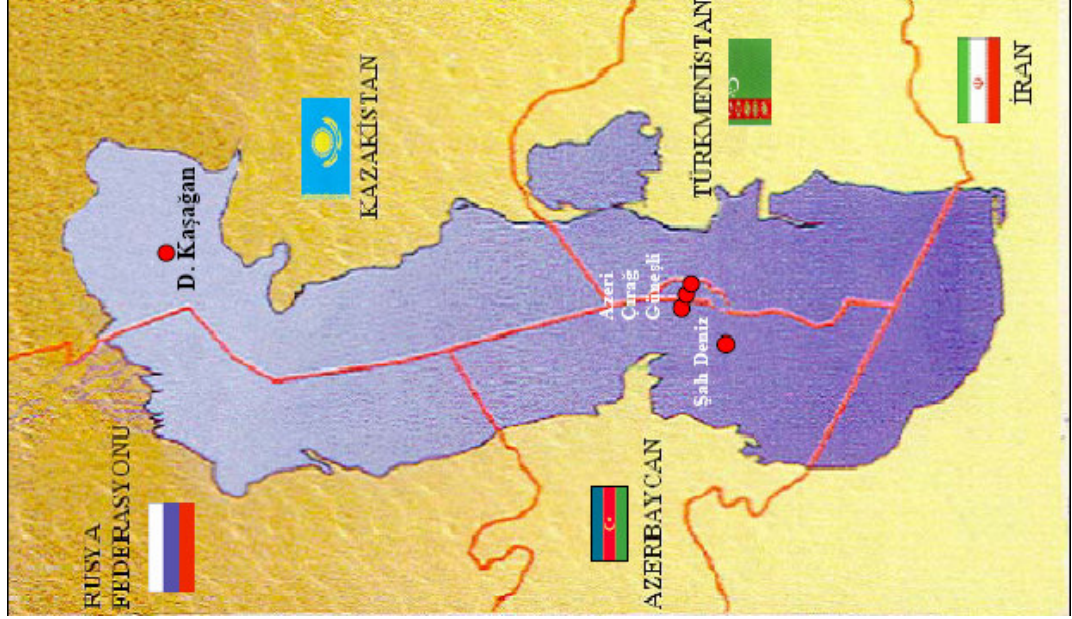 RUSYA
FEDERASYONU
D. Kaşağan
KAZAKİSTAN
Azeri
Çırağ
Güneşli
Şah Deniz
TÜRKMENİSTAN
AZERBAYCAN
İRAN